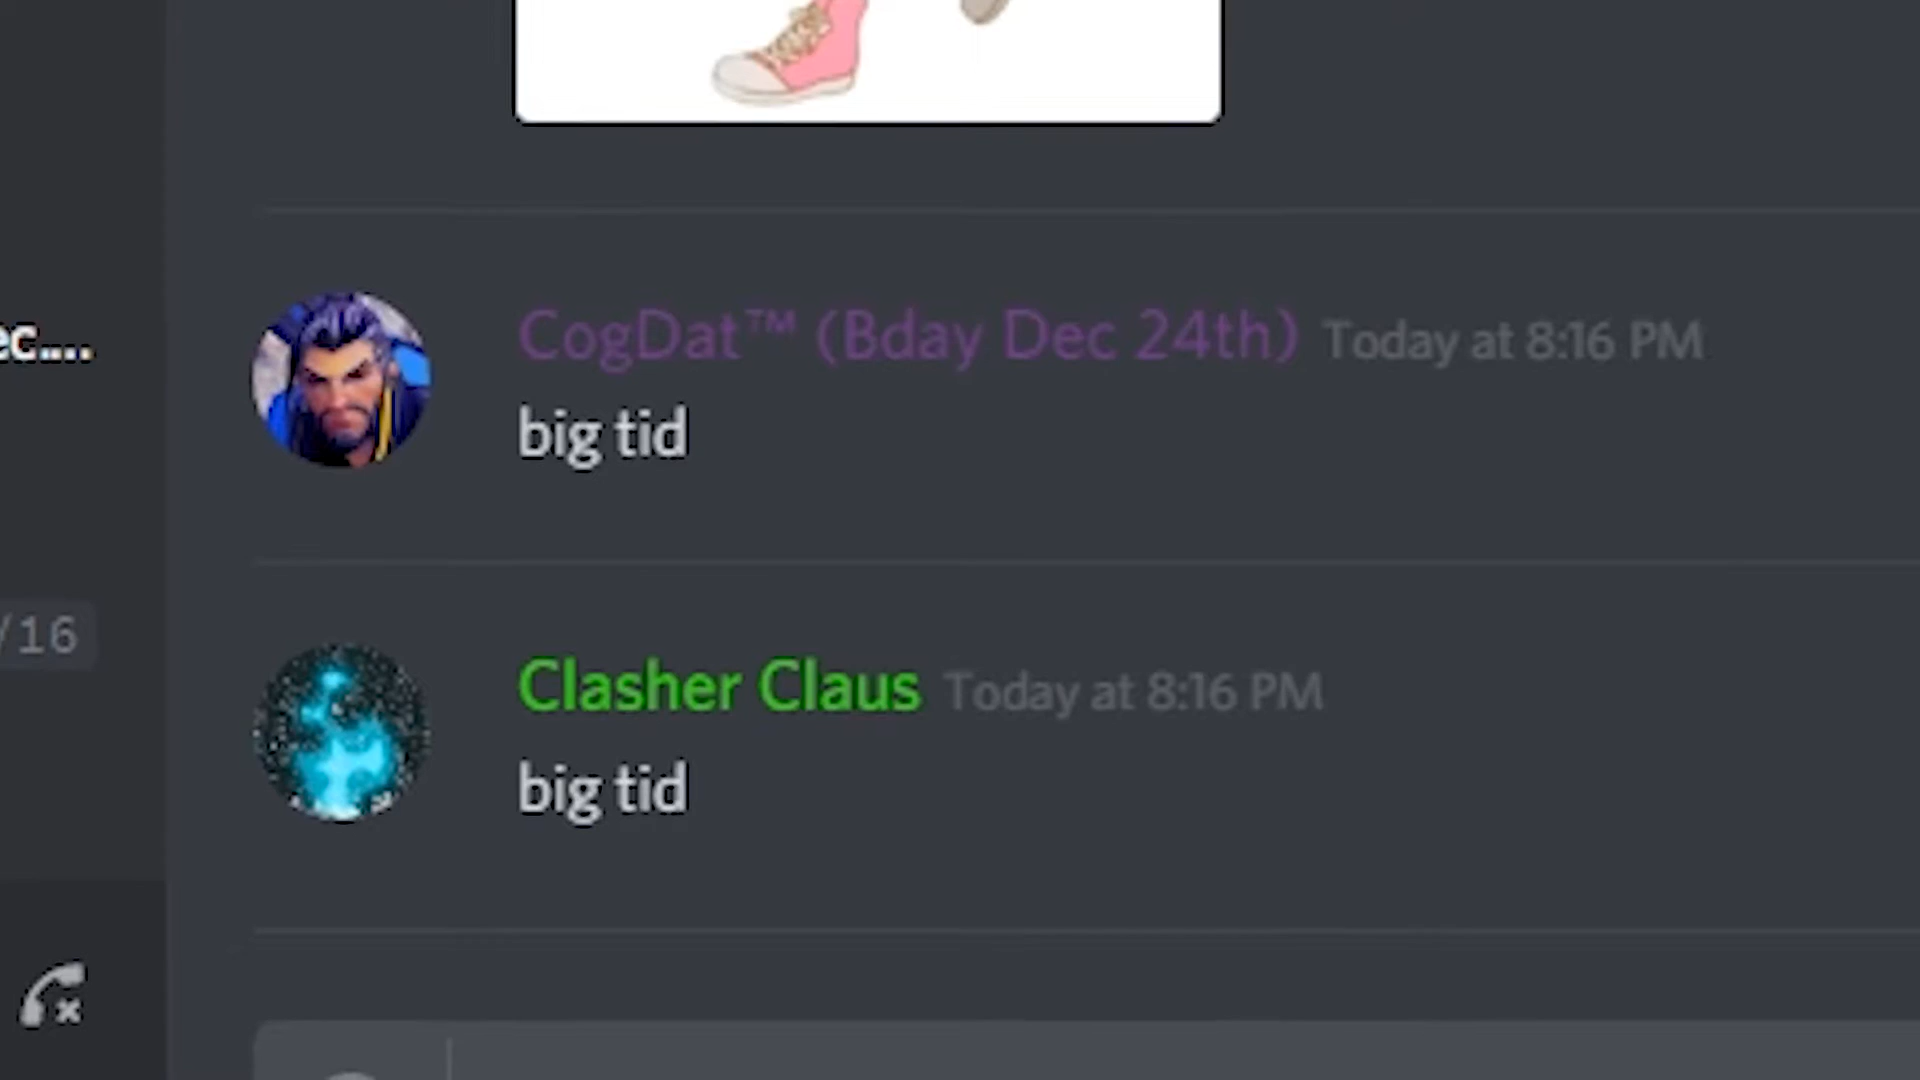 CogDat™ (Bday Dec 24th) Today at 8:16 PM
big tid
ec....
/16
Clasher Claus Today at 8:16 PM
big tid